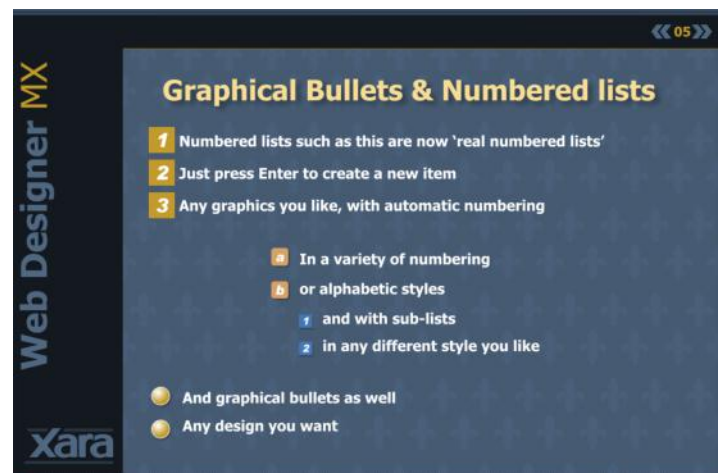 05
Web Designer MX
Graphical Bullets & Numbered lists
1 Numbered lists such as this are now ‘real numbered lists’
2 Just press Enter to create a new item
3 Any graphics you like, with automatic numbering
a In a variety of numbering
b or alphabetic styles
1 and with sub-lists
2 in any different style you like
And graphical bullets as well
Any design you want
Xara